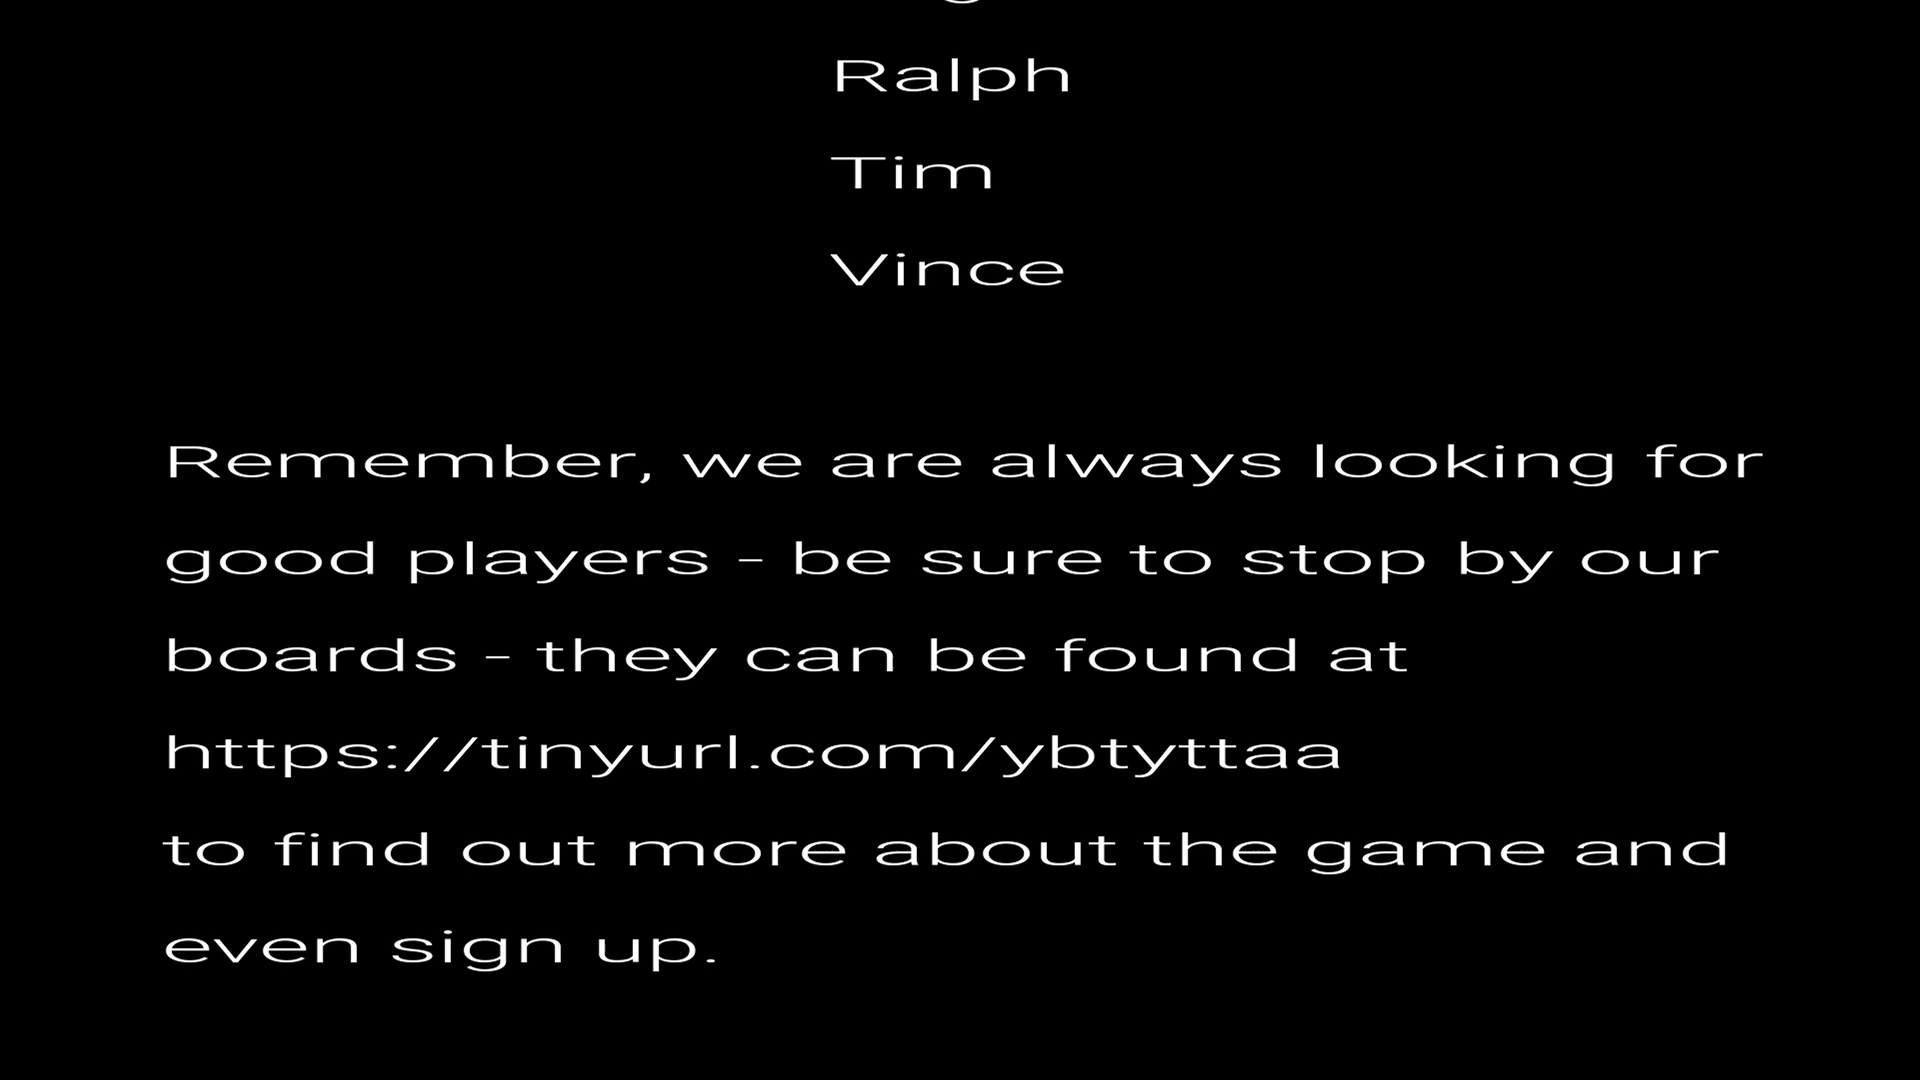 Ralph
Tim
Vince
Remember, we are always looking for
good players - be sure to stop by our
boards - they can be found at
https://tinyurl.com/ybtyttaa
to find out more about the game and
even sign up.